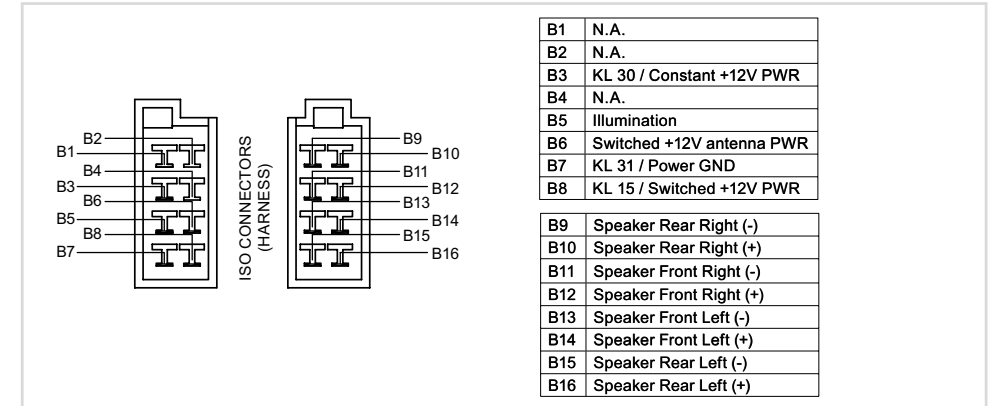 B1 N.A.
B2 N.A.
B3 KL 30 / Constant +12V PWR
B4 N.A.
B5 Illumination
B6 Switched +12V antenna PWR
B7 KL 31 / Power GND
B8 KL 15 / Switched +12V PWR
B9 Speaker Rear Right (-)
B10 Speaker Rear Right (+)
B11 Speaker Front Right (-)
B12 Speaker Front Right (+)
B13 Speaker Front Left (-)
B14 Speaker Front Left (+)
B15 Speaker Rear Left (-)
B16 Speaker Rear Left (+)
B2
B1
B4
B3
B6
B5
B8
B7
ISO CONNECTORS
(HARNESS)
B9
B10
B11
B12
B13
B14
B15
B16